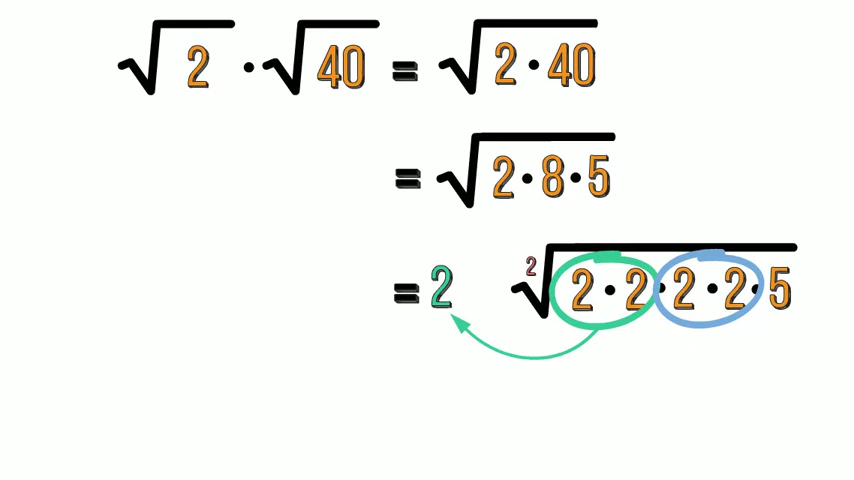 √2 · √40 = √2 · 40
= √2 · 8 · 5
= 2 ²√2 · 2 · 2 · 2 · 5